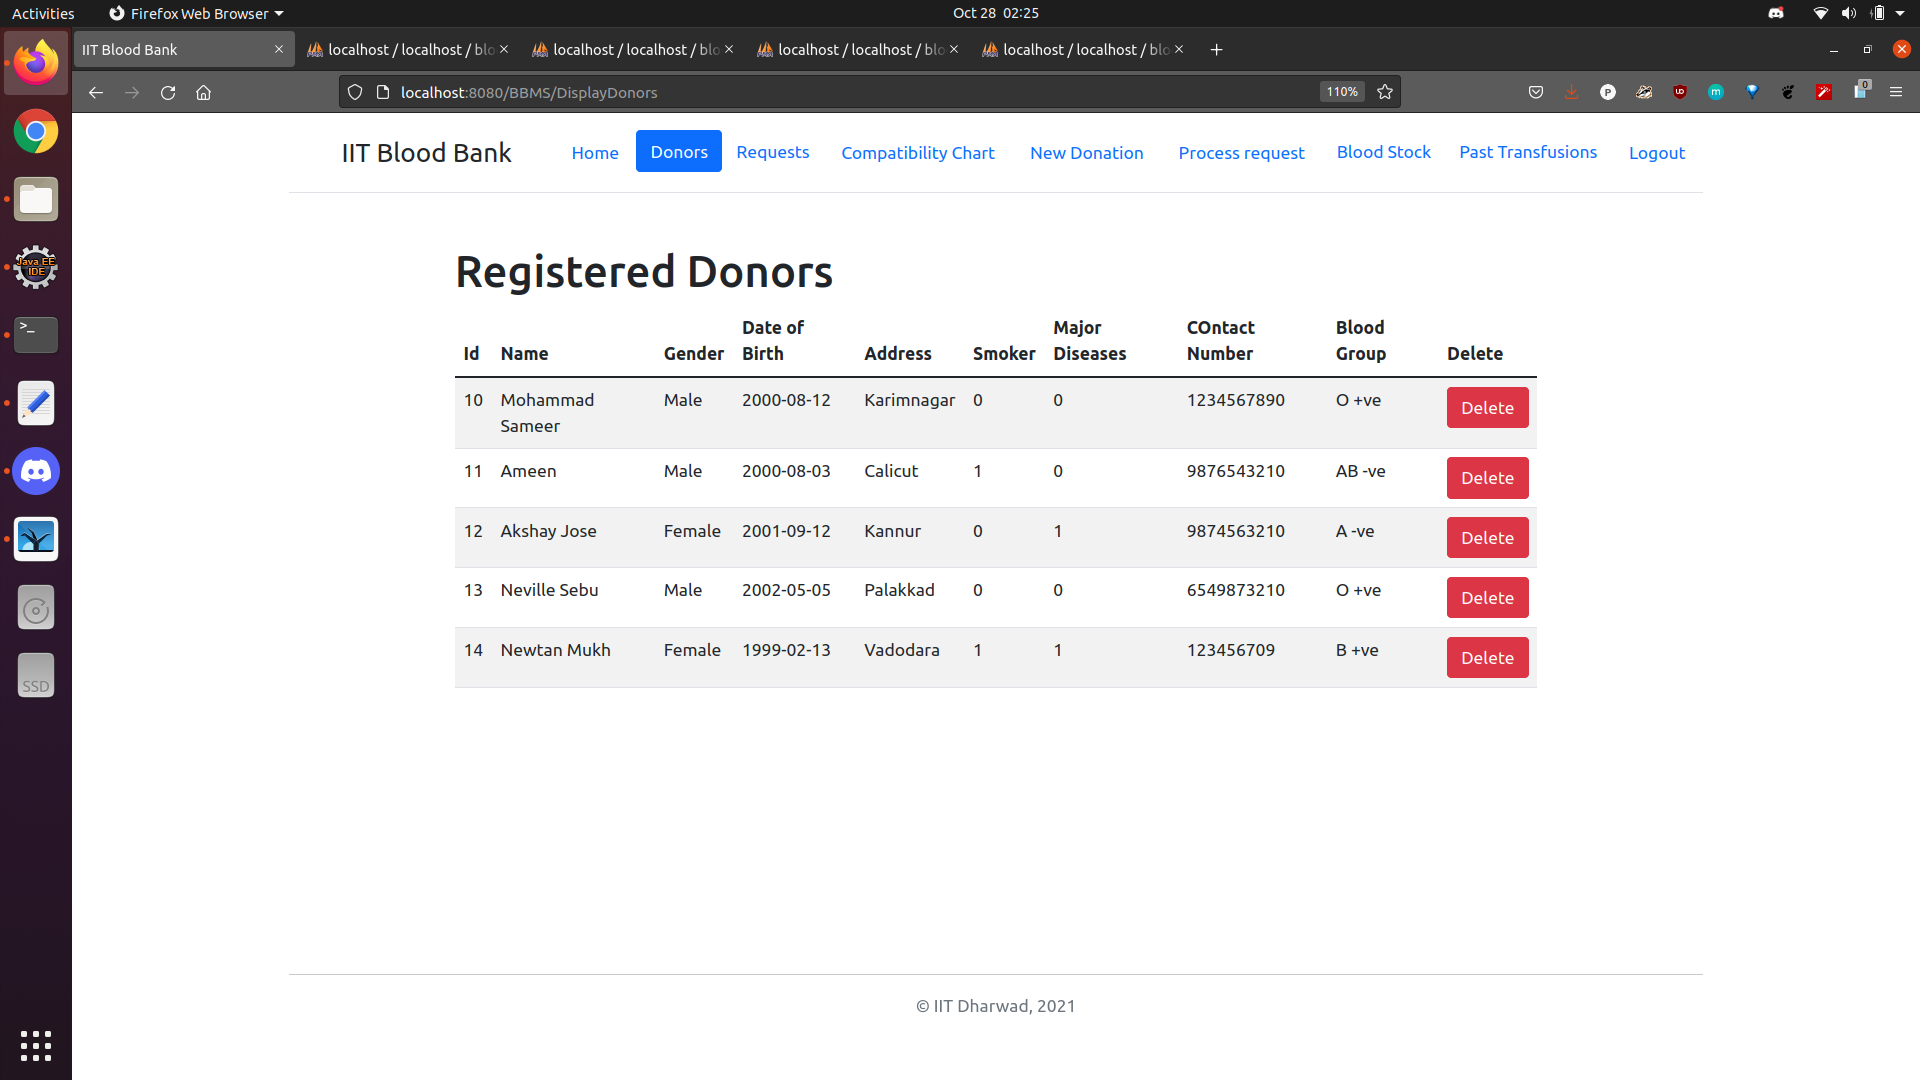 Activities Firefox Web Browser Oct 28 02:25
IIT Blood Bank localhost / localhost / blo localhost / localhost / blo localhost / localhost / blo localhost / localhost / blo
localhost:8080/BBMS/DisplayDonors 110% 0
IIT Blood Bank Home Donors Requests Compatibility Chart New Donation Process request Blood Stock Past Transfusions Logout
Registered Donors
Id Name Gender Date of Birth Address Smoker Major Diseases COntact Number Blood Group Delete
10 Mohammad Sameer Male 2000-08-12 Karimnagar 0 0 1234567890 O +ve Delete
11 Ameen Male 2000-08-03 Calicut 1 0 9876543210 AB -ve Delete
12 Akshay Jose Female 2001-09-12 Kannur 0 1 9874563210 A -ve Delete
13 Neville Sebu Male 2002-05-05 Palakkad 0 0 6549873210 O +ve Delete
14 Newtan Mukh Female 1999-02-13 Vadodara 1 1 123456709 B +ve Delete
© IIT Dharwad, 2021
Java EE
IDE
>_
SSD